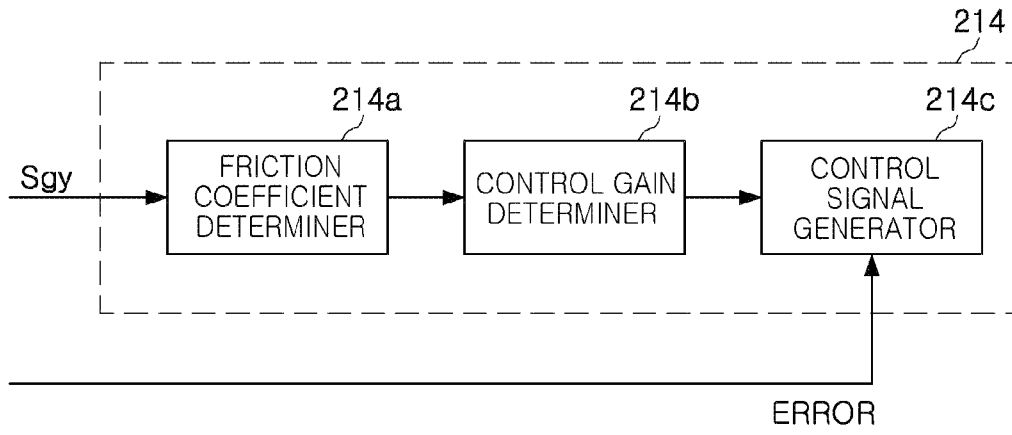 214
214a
214b
214c
Sgy
FRICTION
COEFFICIENT
DETERMINER
CONTROL GAIN
DETERMINER
CONTROL
SIGNAL
GENERATOR
ERROR